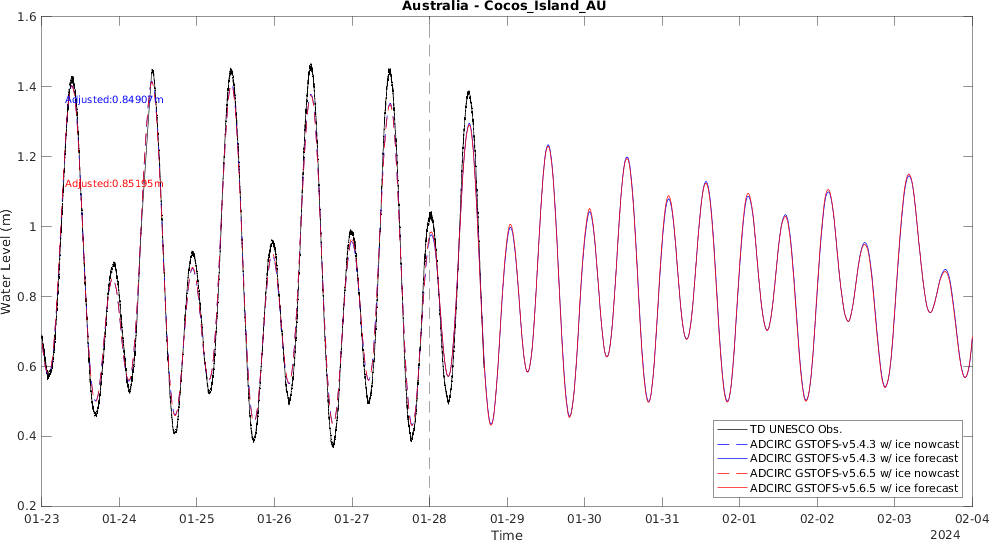 Australia - Cocos_Island_AU
1.6
1.4
1.2
1
0.8
0.6
0.4
0.2
Water Level (m)
Adjusted:0.84907m
Adjusted:0.85195m
TD UNESCO Obs.
ADCIRC GSTOFS-v5.4.3 w/ ice nowcast
ADCIRC GSTOFS-v5.4.3 w/ ice forecast
ADCIRC GSTOFS-v5.6.5 w/ ice nowcast
ADCIRC GSTOFS-v5.6.5 w/ ice forecast
01-23 01-24 01-25 01-26 01-27 01-28 01-29 01-30 01-31 02-01 02-02 02-03 02-04
Time
2024